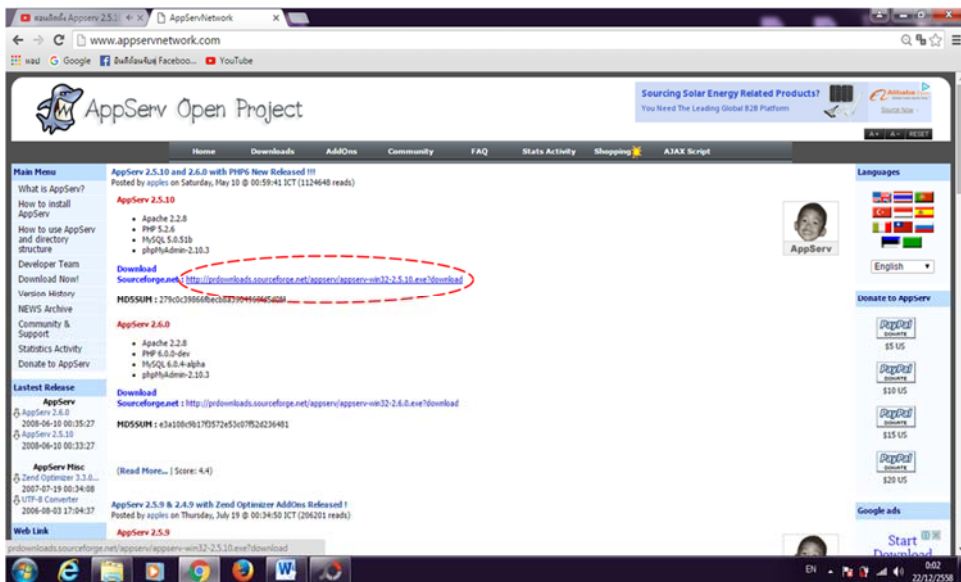 AppServNetwork
www.appservnetwork.com
Google
YouTube
AppServ Open Project
Sourcing Solar Energy Related Products?
You Need The Leading Global B2B Platform
Alibaba
Source Now
A+ A- RESET
Home Downloads AddOns Community FAQ Stats Activity Shopping AJAX Script
Main Menu
What is AppServ?
How to install
AppServ
How to use AppServ
and directory
structure
Developer Team
Download Now!
Version History
NEWS Archive
Community &
Support
Statistics Activity
Donate to AppServ
Lastest Release
AppServ
AppServ 2.6.0
2008-06-10 00:35:27
AppServ 2.5.10
2008-06-10 00:33:27
AppServ Misc
Zend Optimizer 3.3.0...
2007-07-19 00:34:08
UTF-8 Converter
2006-08-03 17:04:37
Web Link
AppServ 2.5.10 and 2.6.0 with PHP6 New Released !!!
Posted by apples on Saturday, May 10 @ 00:59:41 ICT (1124648 reads)
AppServ 2.5.10
Apache 2.2.8
PHP 5.2.6
MySQL 5.0.51b
phpMyAdmin-2.10.3
AppServ
Download
Sourceforge.net : http://prdownloads.sourceforge.net/appserv/appserv-win32-2.5.10.exe?download
MD5SUM :
AppServ 2.6.0
Apache 2.2.8
PHP 6.0.0-dev
MySQL 6.0.4-alpha
phpMyAdmin-2.10.3
Download
Sourceforge.net : http://prdownloads.sourceforge.net/appserv/appserv-win32-2.6.0.exe?download
MD5SUM : e3a108c9b17f3572e53c07f52d236481
(Read More... | Score: 4.4)
AppServ 2.5.9 & 2.4.9 with Zend Optimizer AddOns Released !
Posted by apples on Thursday, July 19 @ 00:34:50 ICT (206201 reads)
AppServ 2.5.9
Languages
English
Donate to AppServ
PayPal
DONATE
$5 US
PayPal
DONATE
$10 US
PayPal
DONATE
$15 US
PayPal
DONATE
$20 US
Google ads
Start
Download
prdownloads.sourceforge.net/appserv/appserv-win32-2.5.10.exe?download
EN
0:02
22/12/2558